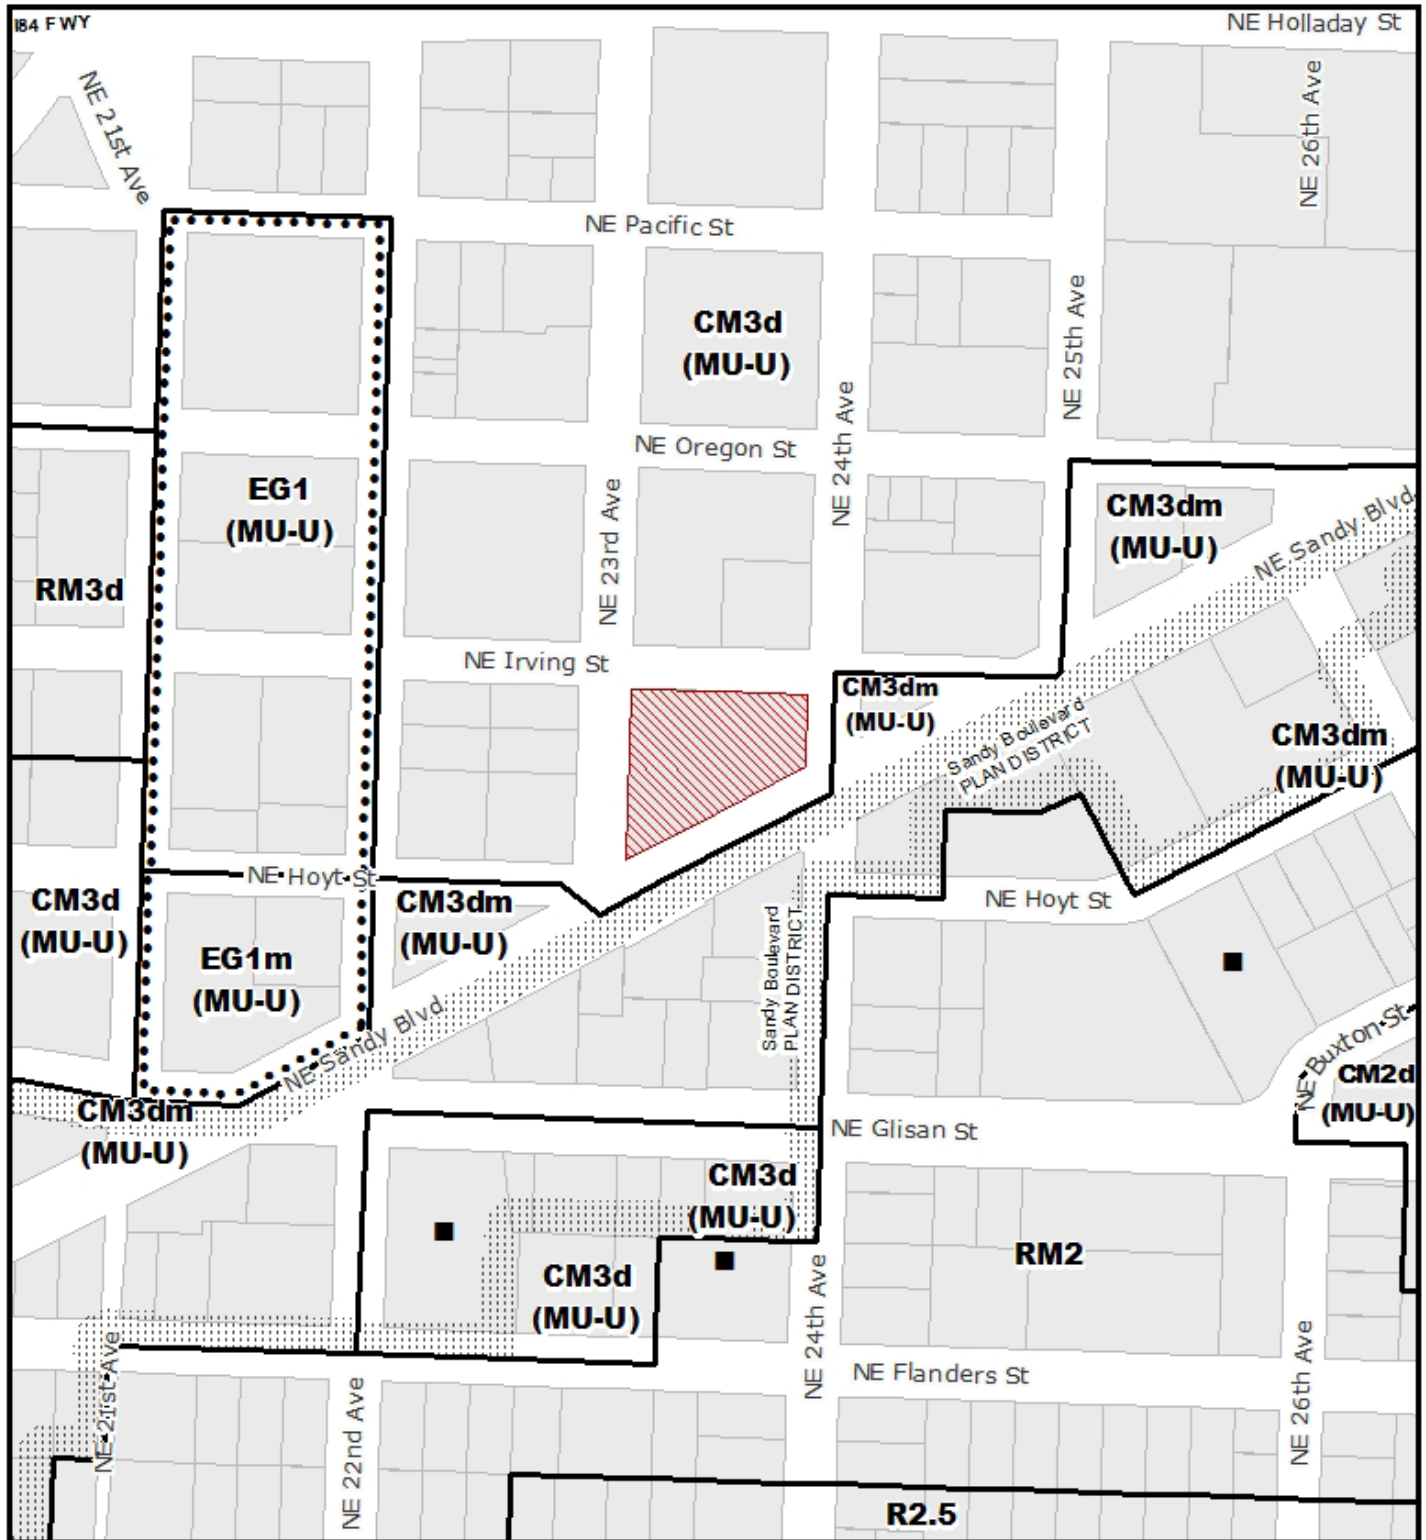 I84 FWY
NE Holladay St
NE 21st Ave
NE 26th Ave
NE Pacific St
CM3d
(MU-U)
NE 25th Ave
NE 24th Ave
NE Oregon St
EG1
(MU-U)
NE 23rd Ave
CM3dm
(MU-U)
NE Sandy Blvd
RM3d
NE Irving St
CM3dm
(MU-U)
Sandy Boulevard
PLAN DISTRICT
CM3dm
(MU-U)
NE Hoyt St
CM3d
(MU-U)
CM3dm
(MU-U)
NE Hoyt St
Sandy Boulevard
PLAN DISTRICT
EG1m
(MU-U)
NE Sandy Blvd
NE Buxton St
CM2d
(MU-U)
CM3dm
(MU-U)
NE Glisan St
CM3d
(MU-U)
RM2
CM3d
(MU-U)
NE 24th Ave
NE 21st Ave
NE Flanders St
NE 26th Ave
NE 22nd Ave
R2.5